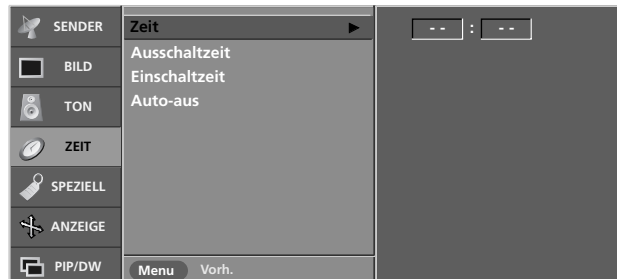 SENDER
BILD
TON
ZEIT
SPEZIELL
ANZEIGE
PIP/DW
Zeit ►
Ausschaltzeit
Einschaltzeit
Auto-aus
Menu Vorh.
- - : - -